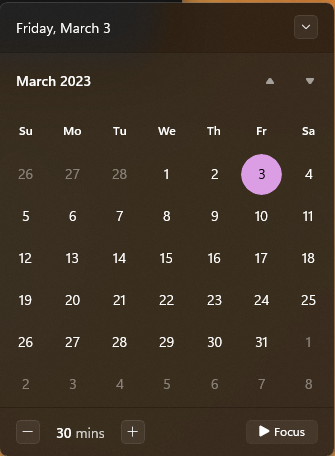 Friday, March 3
March 2023
Su Mo Tu We Th Fr Sa
26 27 28 1 2 3 4
5 6 7 8 9 10 11
12 13 14 15 16 17 18
19 20 21 22 23 24 25
26 27 28 29 30 31 1
2 3 4 5 6 7 8
30 mins Focus